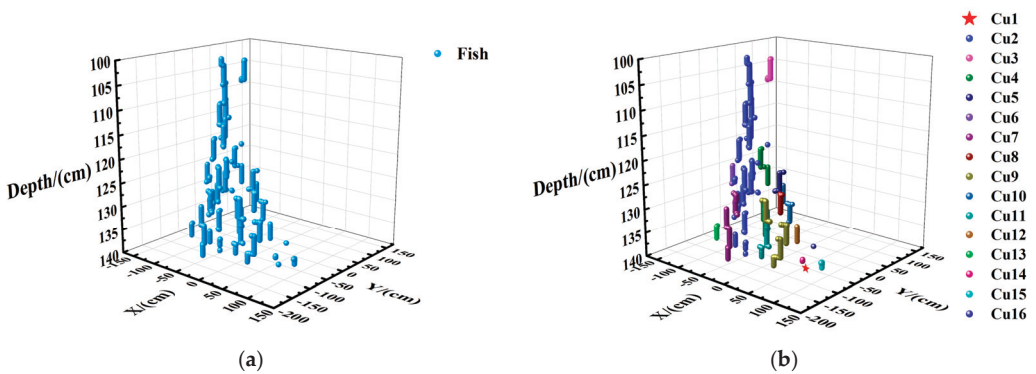 100
105
110
115
120
125
130
135
140
Depth/(cm)
-150
-100
-50
0
50
100
150
X/(cm)
-200
-150
-100
-50
0
50
100
150
Y/(cm)
Fish
(a)
100
105
110
115
120
125
130
135
140
Depth/(cm)
-150
-100
-50
0
50
100
150
X/(cm)
-200
-150
-100
-50
0
50
100
150
Y/(cm)
Cu1
Cu2
Cu3
Cu4
Cu5
Cu6
Cu7
Cu8
Cu9
Cu10
Cu11
Cu12
Cu13
Cu14
Cu15
Cu16
(b)